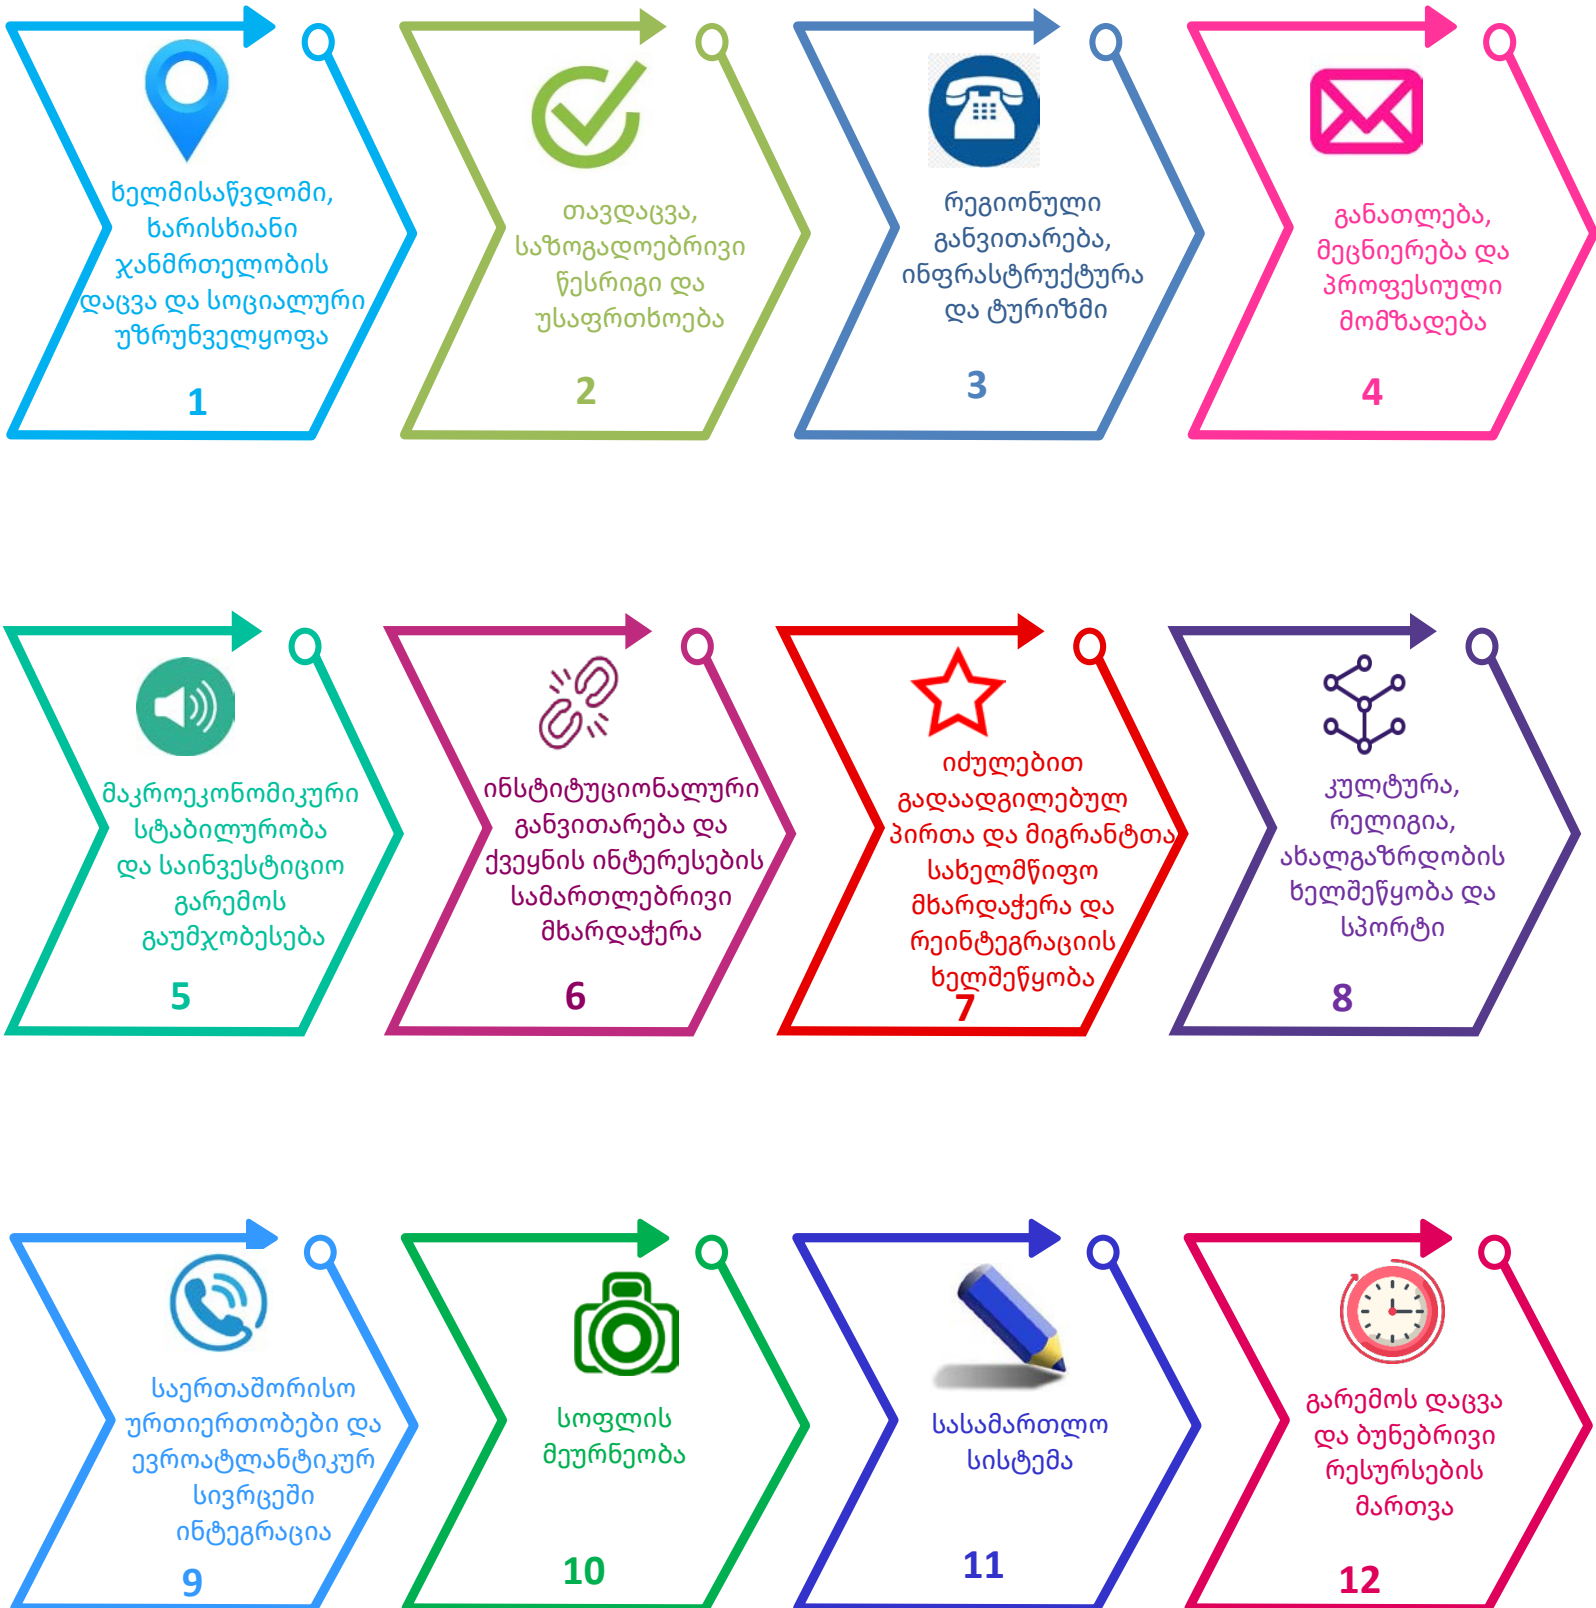 ხელმისაწვდომი,
ხარისხიანი
ჯანმრთელობის
დაცვა და სოციალური
უზრუნველყოფა
1
თავდაცვა,
საზოგადოებრივი
წესრიგი და
უსაფრთხოება
2
რეგიონული
განვითარება,
ინფრასტრუქტურა
და ტურიზმი
3
განათლება,
მეცნიერება და
პროფესიული
მომზადება
4
მაკროეკონომიკური
სტაბილურობა
და საინვესტიციო
გარემოს
გაუმჯობესება
5
ინსტიტუციონალური
განვითარება და
ქვეყნის ინტერესების
სამართლებრივი
მხარდაჭერა
6
იძულებით
გადაადგილებულ
პირთა და მიგრანტთა
სახელმწიფო
მხარდაჭერა და
რეინტეგრაციის
ხელშეწყობა
7
კულტურა,
რელიგია,
ახალგაზრდობის
ხელშეწყობა და
სპორტი
8
საერთაშორისო
ურთიერთობები და
ევროატლანტიკურ
სივრცეში
ინტეგრაცია
9
სოფლის
მეურნეობა
10
სასამართლო
სისტემა
11
გარემოს დაცვა
და ბუნებრივი
რესურსების
მართვა
12